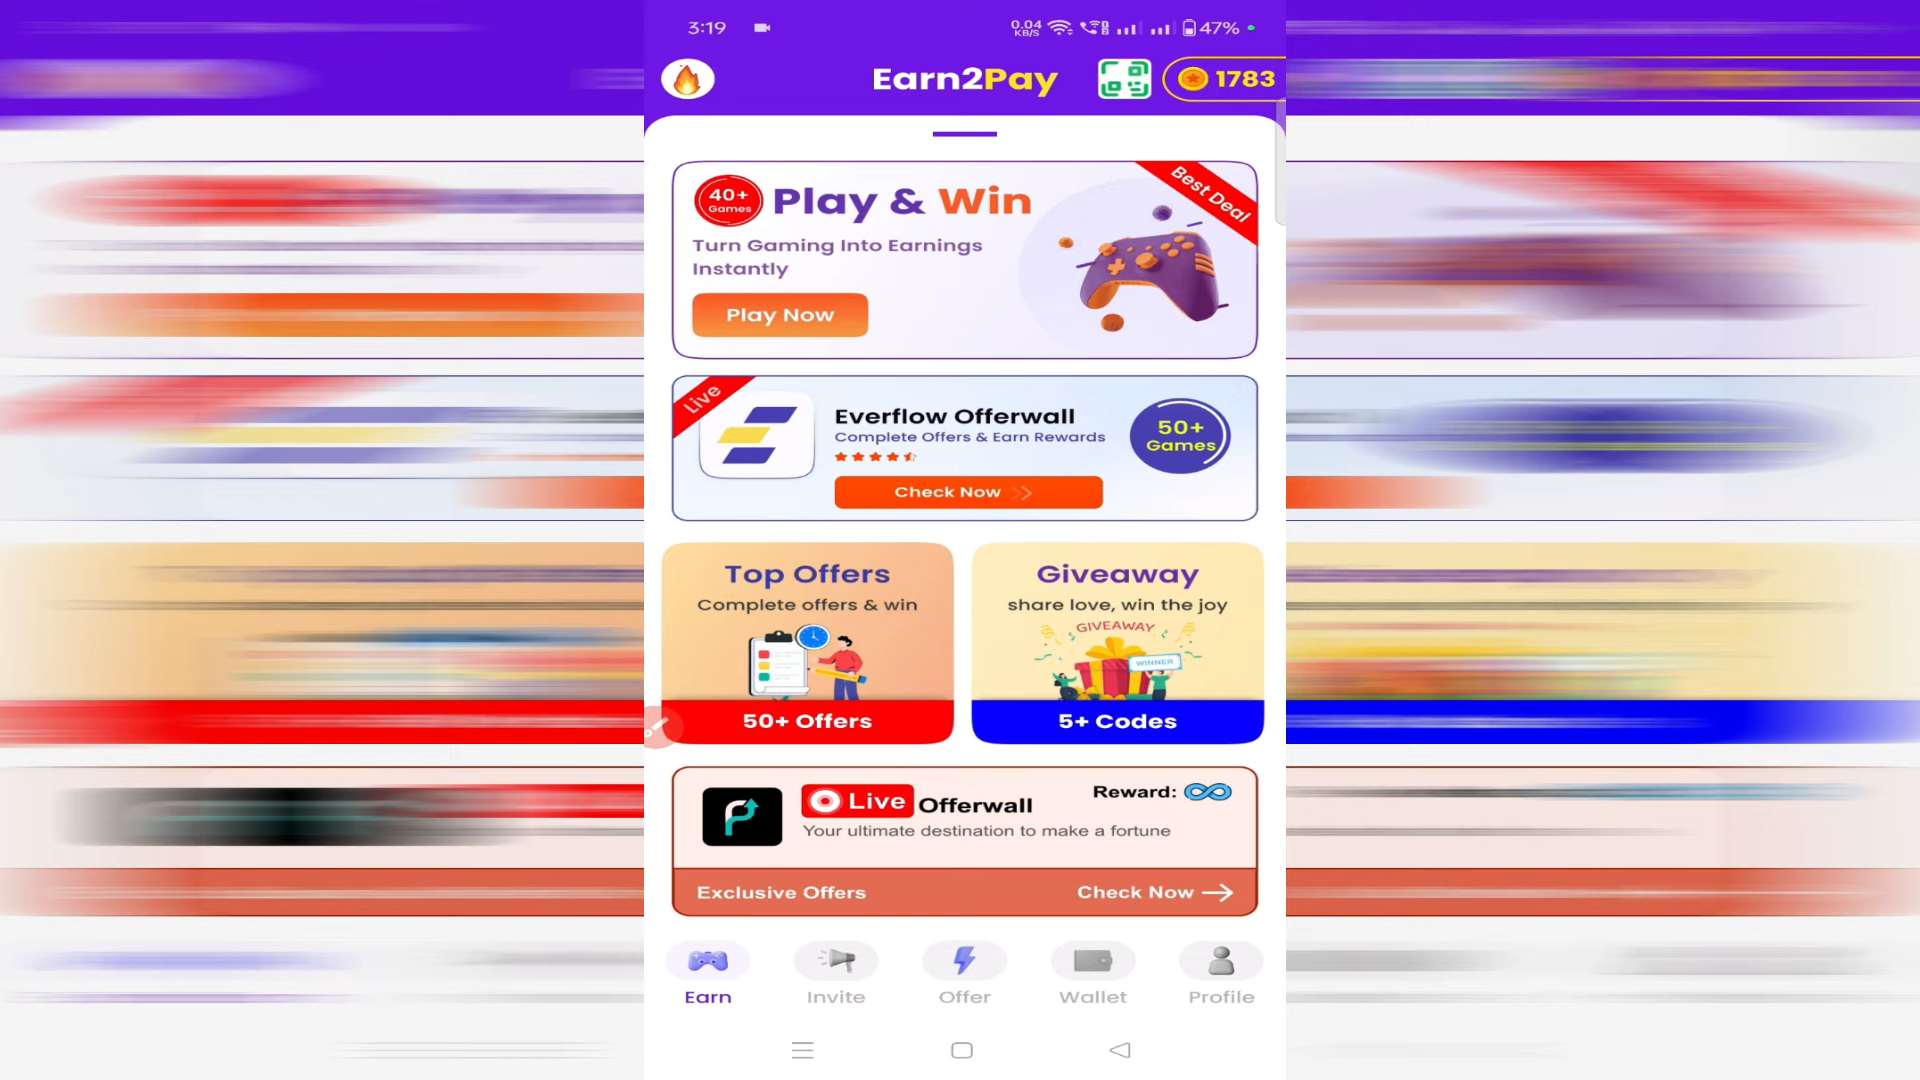 3:19
0.04
KB/S
47%
Earn2Pay
1783
40+
Games
Play & Win
Best Deal
Turn Gaming Into Earnings
Instantly
Play Now
Live
Everflow Offerwall
Complete Offers & Earn Rewards
50+
Games
Check Now
Top Offers
Complete offers & win
50+ Offers
Giveaway
share love, win the joy
GIVEAWAY
WINNER
5+ Codes
Live Offerwall
Reward:
Your ultimate destination to make a fortune
Exclusive Offers
Check Now
Earn
Invite
Offer
Wallet
Profile